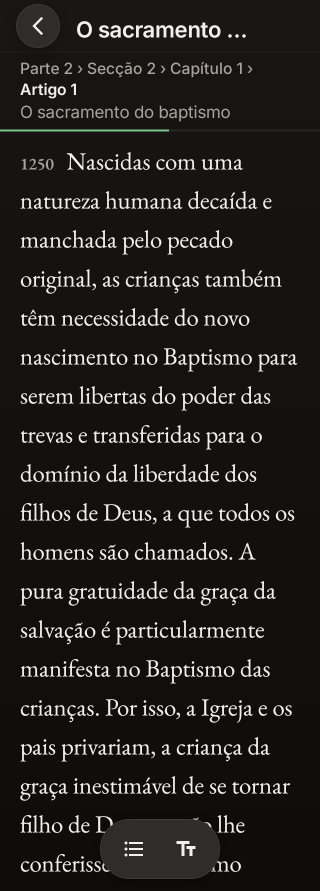 O sacramento ...
Parte 2 › Secção 2 › Capítulo 1 ›
Artigo 1
O sacramento do baptismo
1250 Nascidas com uma
natureza humana decaída e
manchada pelo pecado
original, as crianças também
têm necessidade do novo
nascimento no Baptismo para
serem libertas do poder das
trevas e transferidas para o
domínio da liberdade dos
filhos de Deus, a que todos os
homens são chamados. A
pura gratuidade da graça da
salvação é particularmente
manifesta no Baptismo das
crianças. Por isso, a Igreja e os
pais privariam, a criança da
graça inestimável de se tornar
filho de lhe